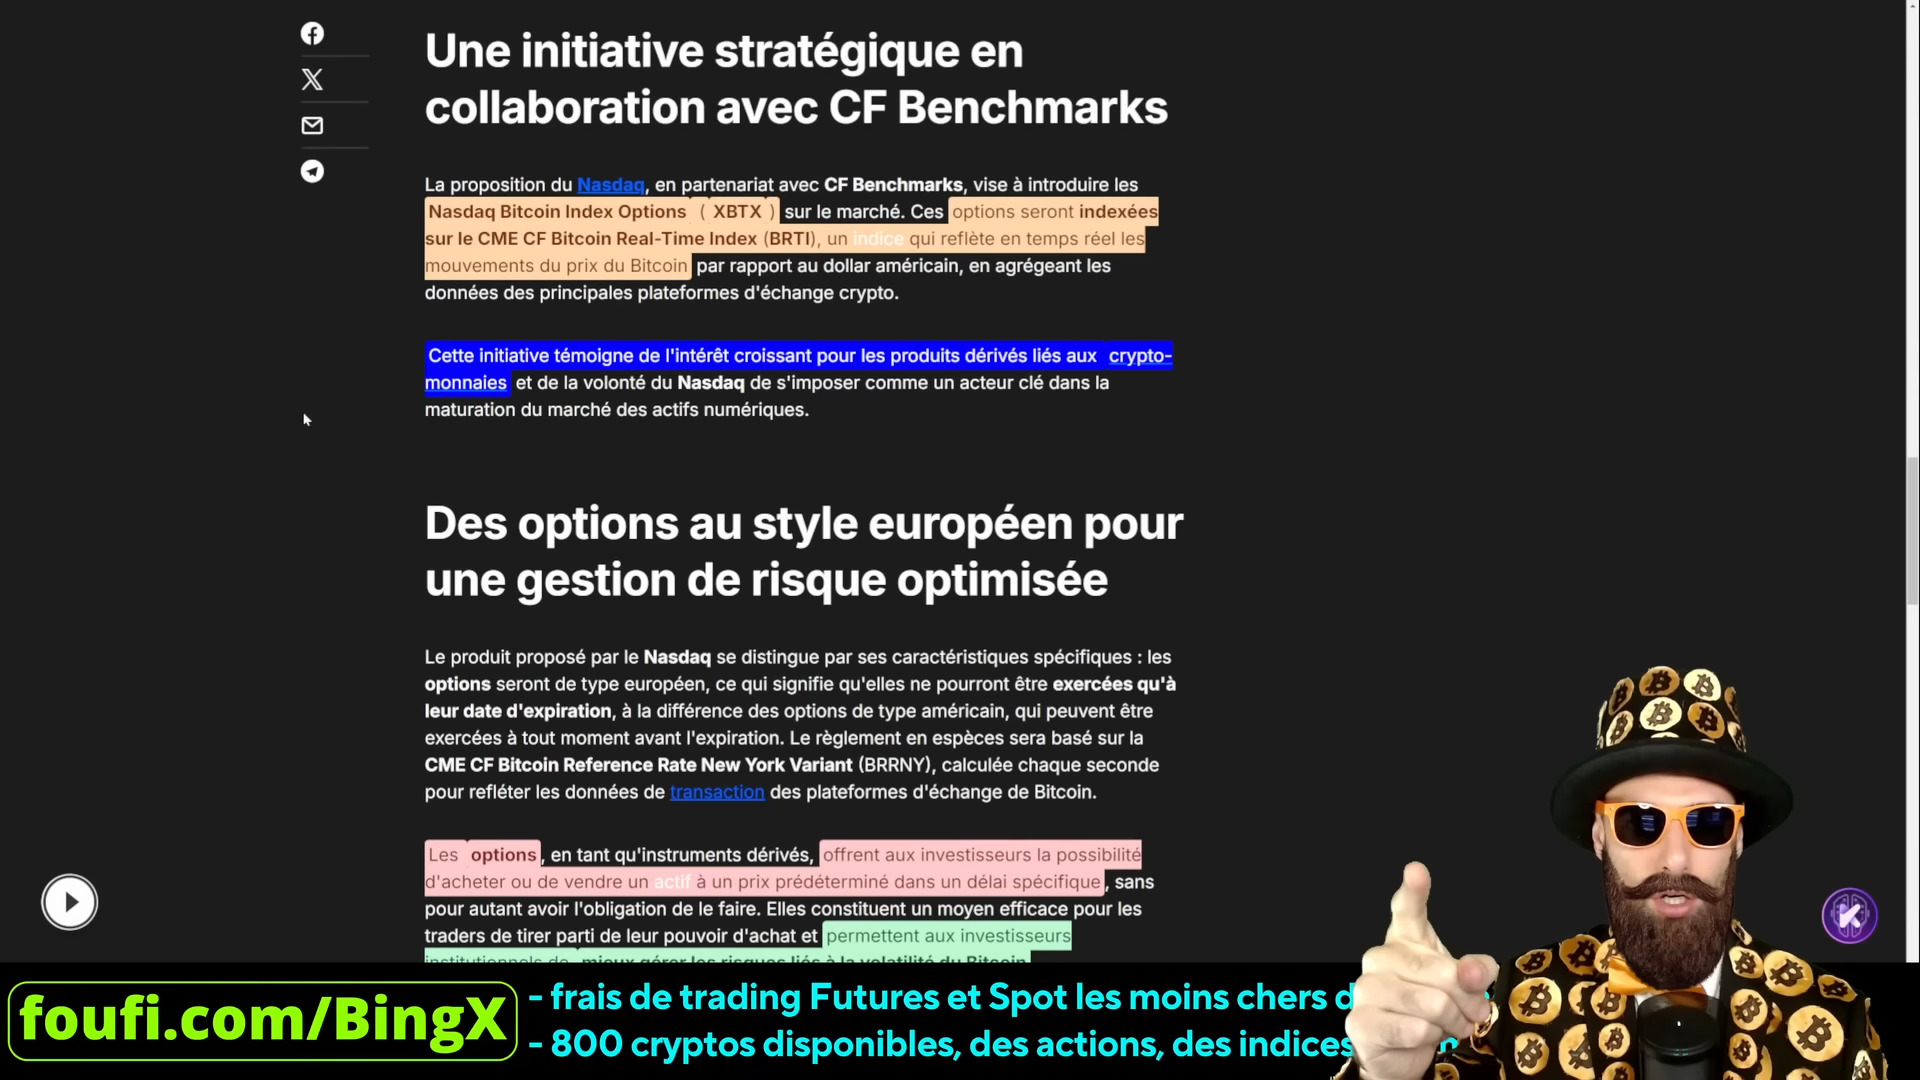 Une initiative stratégique en
collaboration avec CF Benchmarks
La proposition du Nasdaq, en partenariat avec CF Benchmarks, vise à introduire les
Nasdaq Bitcoin Index Options ( XBTX ) sur le marché. Ces options seront indexées
sur le CME CF Bitcoin Real-Time Index (BRTI), un indice qui reflète en temps réel les
mouvements du prix du Bitcoin par rapport au dollar américain, en agrégeant les
données des principales plateformes d'échange crypto.
Cette initiative témoigne de l'intérêt croissant pour les produits dérivés liés aux crypto-
monnaies et de la volonté du Nasdaq de s'imposer comme un acteur clé dans la
maturation du marché des actifs numériques.
Des options au style européen pour
une gestion de risque optimisée
Le produit proposé par le Nasdaq se distingue par ses caractéristiques spécifiques : les
options seront de type européen, ce qui signifie qu'elles ne pourront être exercées qu'à
leur date d'expiration, à la différence des options de type américain, qui peuvent être
exercées à tout moment avant l'expiration. Le règlement en espèces sera basé sur la
CME CF Bitcoin Reference Rate New York Variant (BRRNY), calculée chaque seconde
pour refléter les données de transaction des plateformes d'échange de Bitcoin.
Les options, en tant qu'instruments dérivés, offrent aux investisseurs la possibilité
d'acheter ou de vendre un actif à un prix prédéterminé dans un délai spécifique, sans
pour autant avoir l'obligation de le faire. Elles constituent un moyen efficace pour les
traders de tirer parti de leur pouvoir d'achat et permettent aux investisseurs
institutionnels de mieux gérer les risques liés à la volatilité du Bitcoin
foufi.com/BingX
- frais de trading Futures et Spot les moins chers
- 800 cryptos disponibles, des actions, des indices